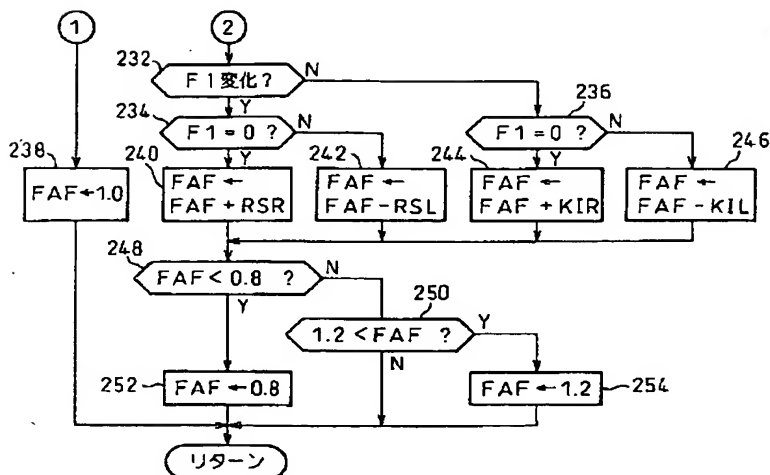 1
2
232
F1変化?
N
Y
234
F1=0 ?
N
Y
236
F1=0 ?
N
Y
238
FAF←1.0
240
FAF ←
FAF+RSR
242
FAF ←
FAF-RSL
244
FAF ←
FAF+KIR
246
FAF ←
FAF-KIL
248
FAF<0.8 ?
N
Y
250
1.2<FAF ?
Y
N
252
FAF←0.8
FAF←1.2
254
リターン